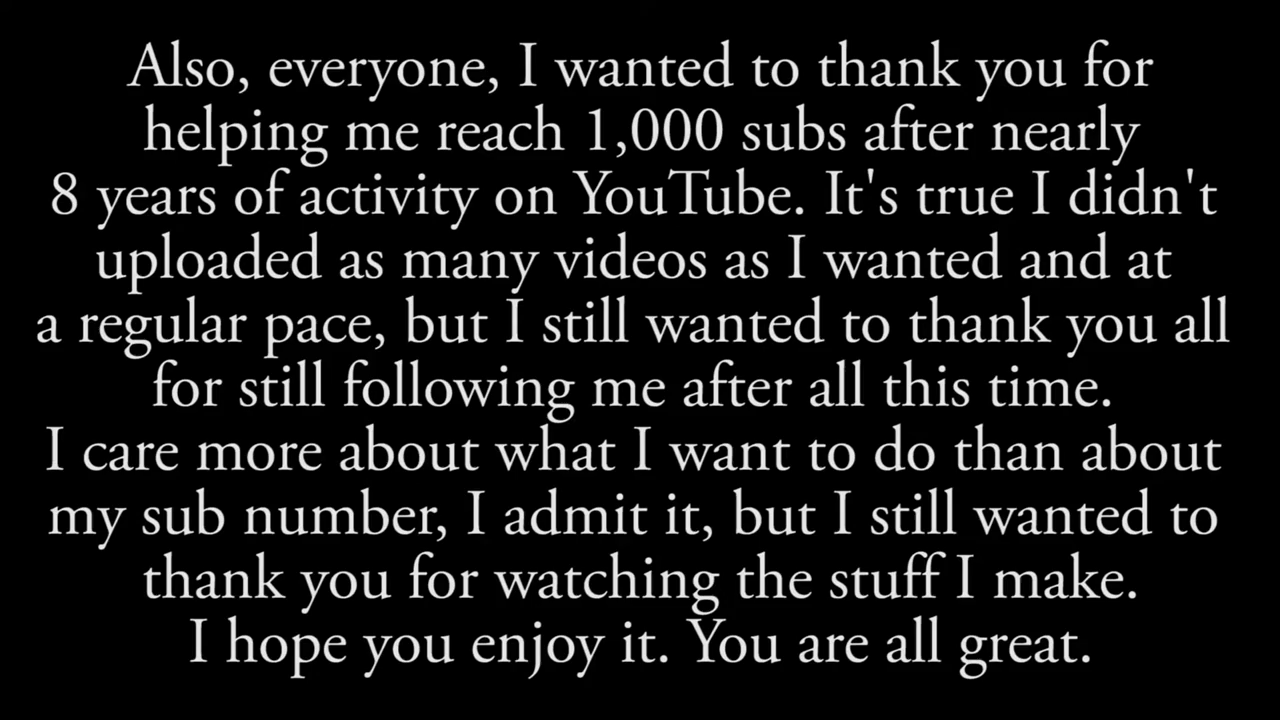 Also, everyone, I wanted to thank you for
helping me reach 1,000 subs after nearly
8 years of activity on YouTube. It's true I didn't
uploaded as many videos as I wanted and at
a regular pace, but I still wanted to thank you all
for still following me after all this time.
I care more about what I want to do than about
my sub number, I admit it, but I still wanted to
thank you for watching the stuff I make.
I hope you enjoy it. You are all great.